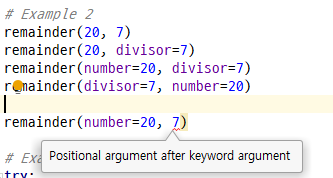 # Example 2
remainder(20, 7)
remainder(20, divisor=7)
remainder(number=20, divisor=7)
remainder(divisor=7, number=20)
remainder(number=20, 7)
Positional argument after keyword argument
# Exa
try: